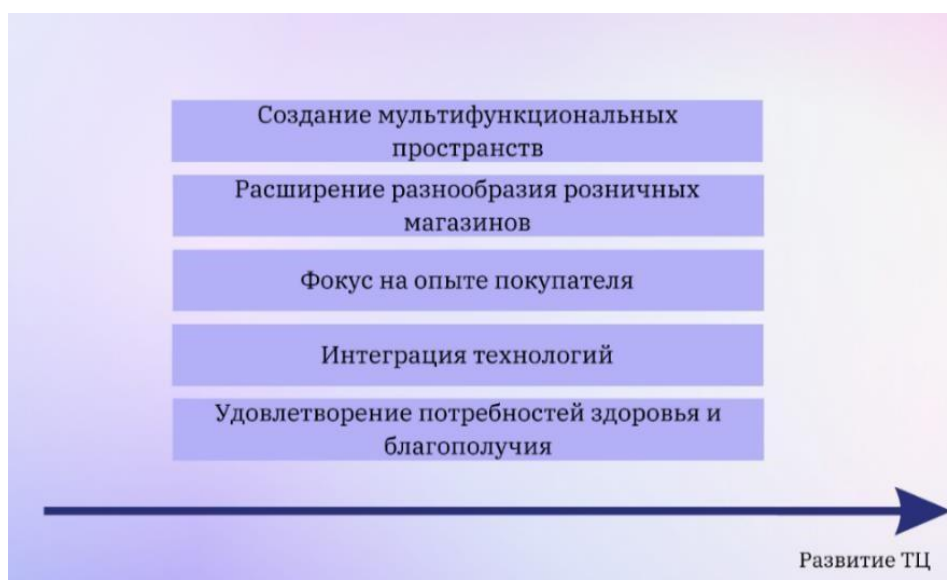 Создание мультифункциональных
пространств
Расширение разнообразия розничных
магазинов
Фокус на опыте покупателя
Интеграция технологий
Удовлетворение потребностей здоровья и
благополучия
Развитие ТЦ